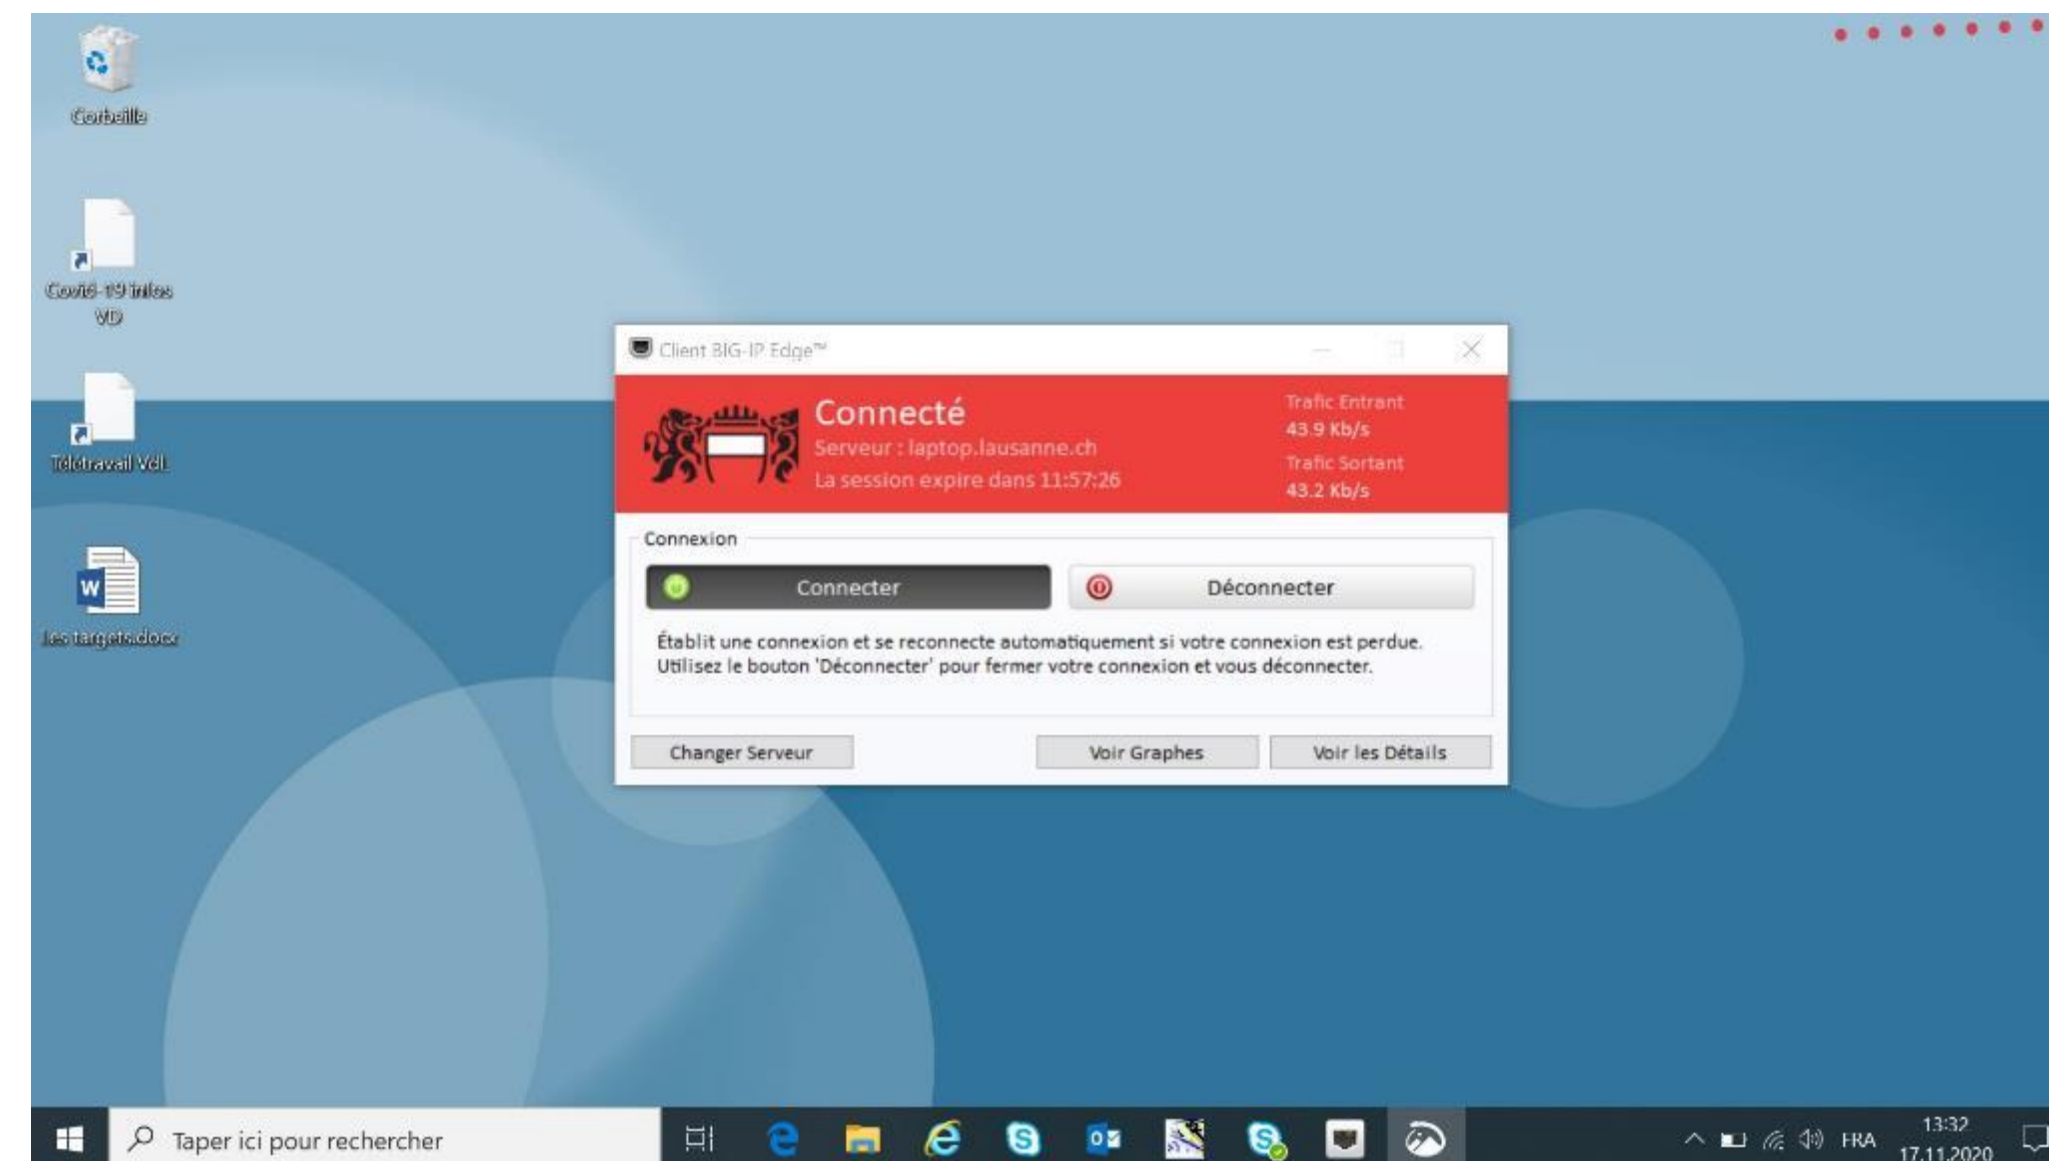 Corbeille
Covid-19 infos
VD
Télétravail VdL
les targets.docx
Client BIG-IP Edge™
Connecté
Serveur : laptop.lausanne.ch
La session expire dans 11:57:26
Trafic Entrant
43.9 Kb/s
Trafic Sortant
43.2 Kb/s
Connexion
Connecter
Déconnecter
Établit une connexion et se reconnecte automatiquement si votre connexion est perdue.
Utilisez le bouton 'Déconnecter' pour fermer votre connexion et vous déconnecter.
Changer Serveur
Voir Graphes
Voir les Détails
Taper ici pour rechercher
FRA
13:32
17.11.2020